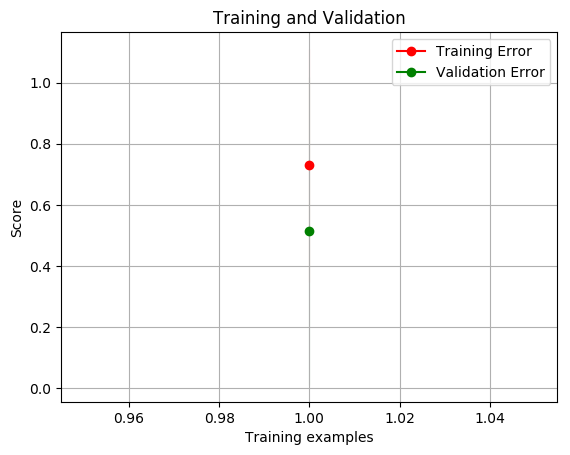 Training and Validation
Training Error
Validation Error
1.0
0.8
0.6
0.4
0.2
0.0
Score
0.96
0.98
1.00
1.02
1.04
Training examples